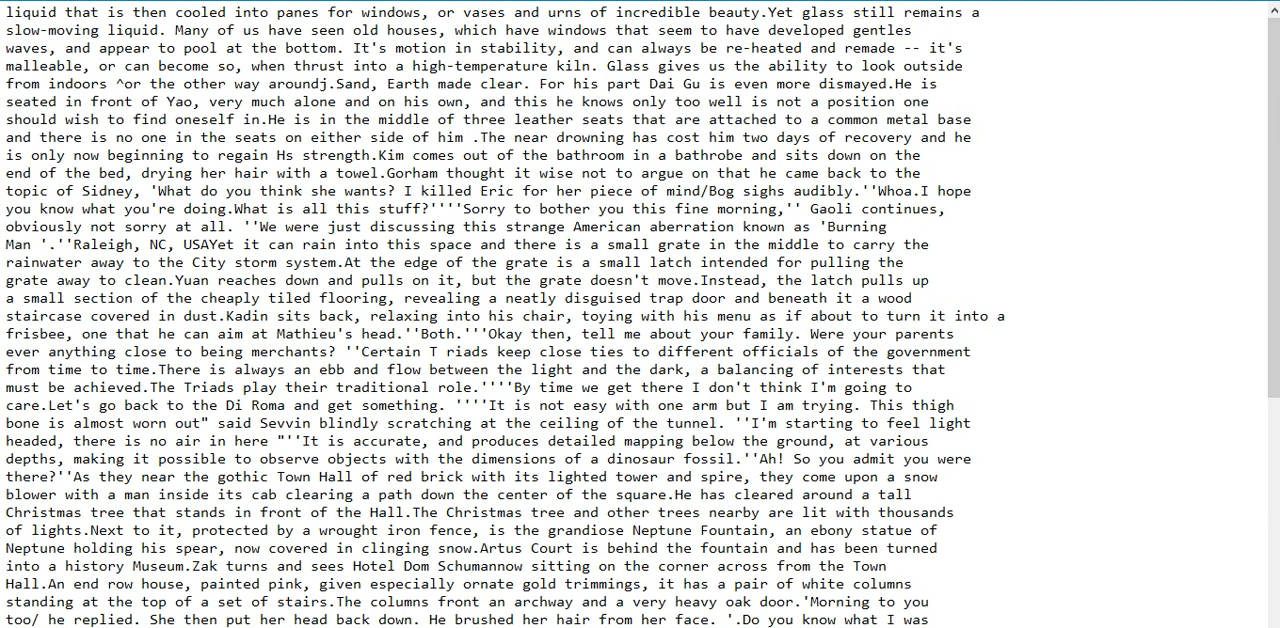 liquid that is then cooled into panes for windows, or vases and urns of incredible beauty.Yet glass still remains a
slow-moving liquid. Many of us have seen old houses, which have windows that seem to have developed gentles
waves, and appear to pool at the bottom. It's motion in stability, and can always be re-heated and remade -- it's
malleable, or can become so, when thrust into a high-temperature kiln. Glass gives us the ability to look outside
from indoors ^or the other way aroundj.Sand, Earth made clear. For his part Dai Gu is even more dismayed.He is
seated in front of Yao, very much alone and on his own, and this he knows only too well is not a position one
should wish to find oneself in.He is in the middle of three leather seats that are attached to a common metal base
and there is no one in the seats on either side of him .The near drowning has cost him two days of recovery and he
is only now beginning to regain Hs strength.Kim comes out of the bathroom in a bathrobe and sits down on the
end of the bed, drying her hair with a towel.Gorham thought it wise not to argue on that he came back to the
topic of Sidney, 'What do you think she wants? I killed Eric for her piece of mind/Bog sighs audibly.''Whoa.I hope
you know what you're doing.What is all this stuff?''''Sorry to bother you this fine morning,'' Gaoli continues,
obviously not sorry at all. ''We were just discussing this strange American aberration known as 'Burning
Man '.''Raleigh, NC, USAYet it can rain into this space and there is a small grate in the middle to carry the
rainwater away to the City storm system.At the edge of the grate is a small latch intended for pulling the
grate away to clean.Yuan reaches down and pulls on it, but the grate doesn't move.Instead, the latch pulls up
a small section of the cheaply tiled flooring, revealing a neatly disguised trap door and beneath it a wood
staircase covered in dust.Kadin sits back, relaxing into his chair, toying with his menu as if about to turn it into a
frisbee, one that he can aim at Mathieu's head.''Both.'''Okay then, tell me about your family. Were your parents
ever anything close to being merchants? ''Certain T riads keep close ties to different officials of the government
from time to time.There is always an ebb and flow between the light and the dark, a balancing of interests that
must be achieved.The Triads play their traditional role.''''By time we get there I don't think I'm going to
care.Let's go back to the Di Roma and get something. ''''It is not easy with one arm but I am trying. This thigh
bone is almost worn out" said Sevvin blindly scratching at the ceiling of the tunnel. ''I'm starting to feel light
headed, there is no air in here "''It is accurate, and produces detailed mapping below the ground, at various
depths, making it possible to observe objects with the dimensions of a dinosaur fossil.''Ah! So you admit you were
there?''As they near the gothic Town Hall of red brick with its lighted tower and spire, they come upon a snow
blower with a man inside its cab clearing a path down the center of the square.He has cleared around a tall
Christmas tree that stands in front of the Hall.The Christmas tree and other trees nearby are lit with thousands
of lights.Next to it, protected by a wrought iron fence, is the grandiose Neptune Fountain, an ebony statue of
Neptune holding his spear, now covered in clinging snow.Artus Court is behind the fountain and has been turned
into a history Museum.Zak turns and sees Hotel Dom Schumannow sitting on the corner across from the Town
Hall.An end row house, painted pink, given especially ornate gold trimmings, it has a pair of white columns
standing at the top of a set of stairs.The columns front an archway and a very heavy oak door.'Morning to you
too/ he replied. She then put her head back down. He brushed her hair from her face. '.Do you know what I was